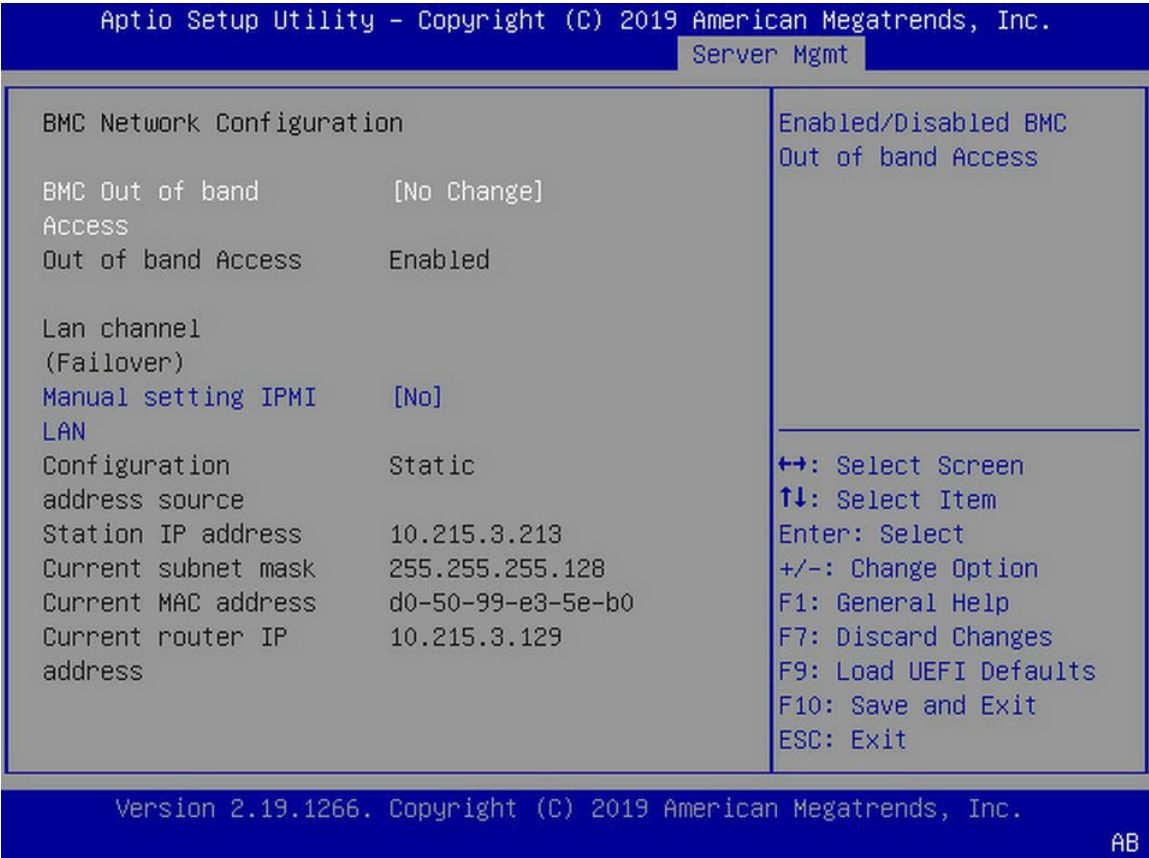 Aptio Setup Utility – Copyright (C) 2019 American Megatrends, Inc.
Server Mgmt
BMC Network Configuration
BMC Out of band [No Change]
Access
Out of band Access Enabled
Lan channel
(Failover)
Manual setting IPMI [No]
LAN
Configuration Static
address source
Station IP address 10.215.3.213
Current subnet mask 255.255.255.128
Current MAC address d0-50-99-e3-5e-b0
Current router IP 10.215.3.129
address
Enabled/Disabled BMC
Out of band Access
↔: Select Screen
↑↓: Select Item
Enter: Select
+/-: Change Option
F1: General Help
F7: Discard Changes
F9: Load UEFI Defaults
F10: Save and Exit
ESC: Exit
Version 2.19.1266. Copyright (C) 2019 American Megatrends, Inc.
AB